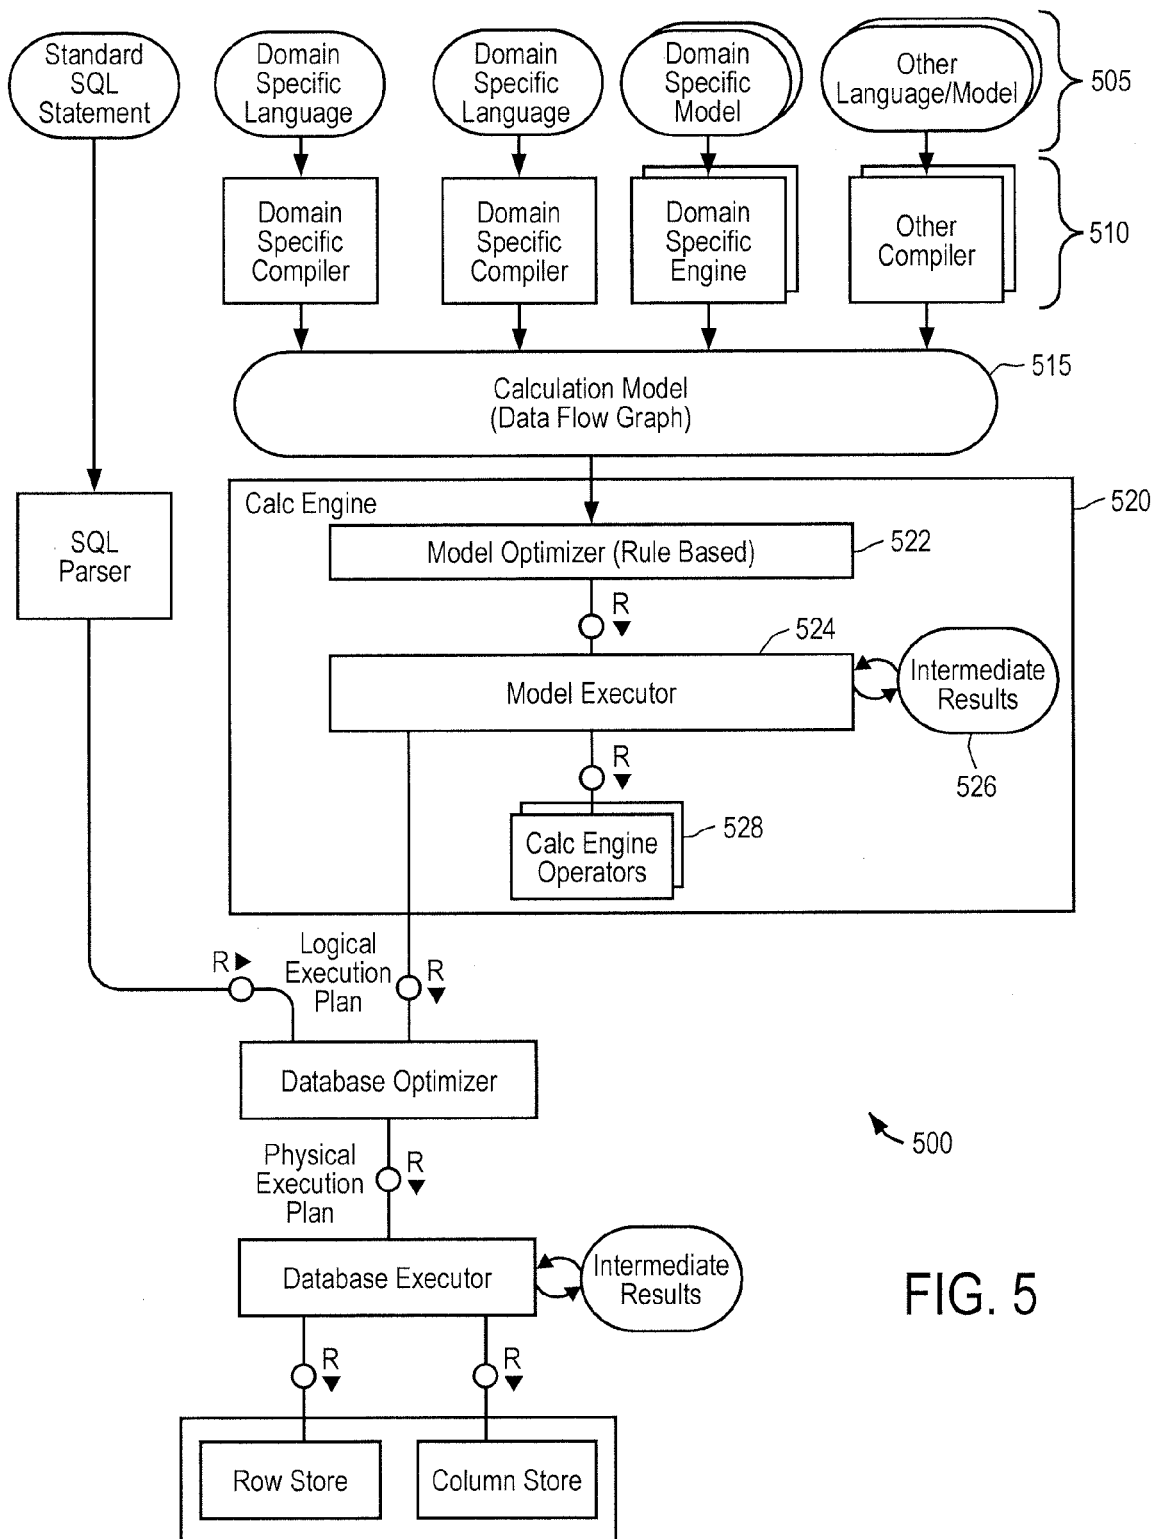 Standard
SQL
Statement
Domain
Specific
Language
Domain
Specific
Language
Domain
Specific
Model
Other
Language/Model
505
Domain
Specific
Compiler
Domain
Specific
Compiler
Domain
Specific
Engine
Other
Compiler
510
515
Calculation Model
(Data Flow Graph)
Calc Engine
520
SQL
Parser
Model Optimizer (Rule Based)
522
R
524
Model Executor
Intermediate
Results
526
R
528
Calc Engine
Operators
R
Logical
Execution
Plan
R
Database Optimizer
500
Physical
Execution
Plan
R
Database Executor
Intermediate
Results
FIG. 5
R
R
Row Store
Column Store